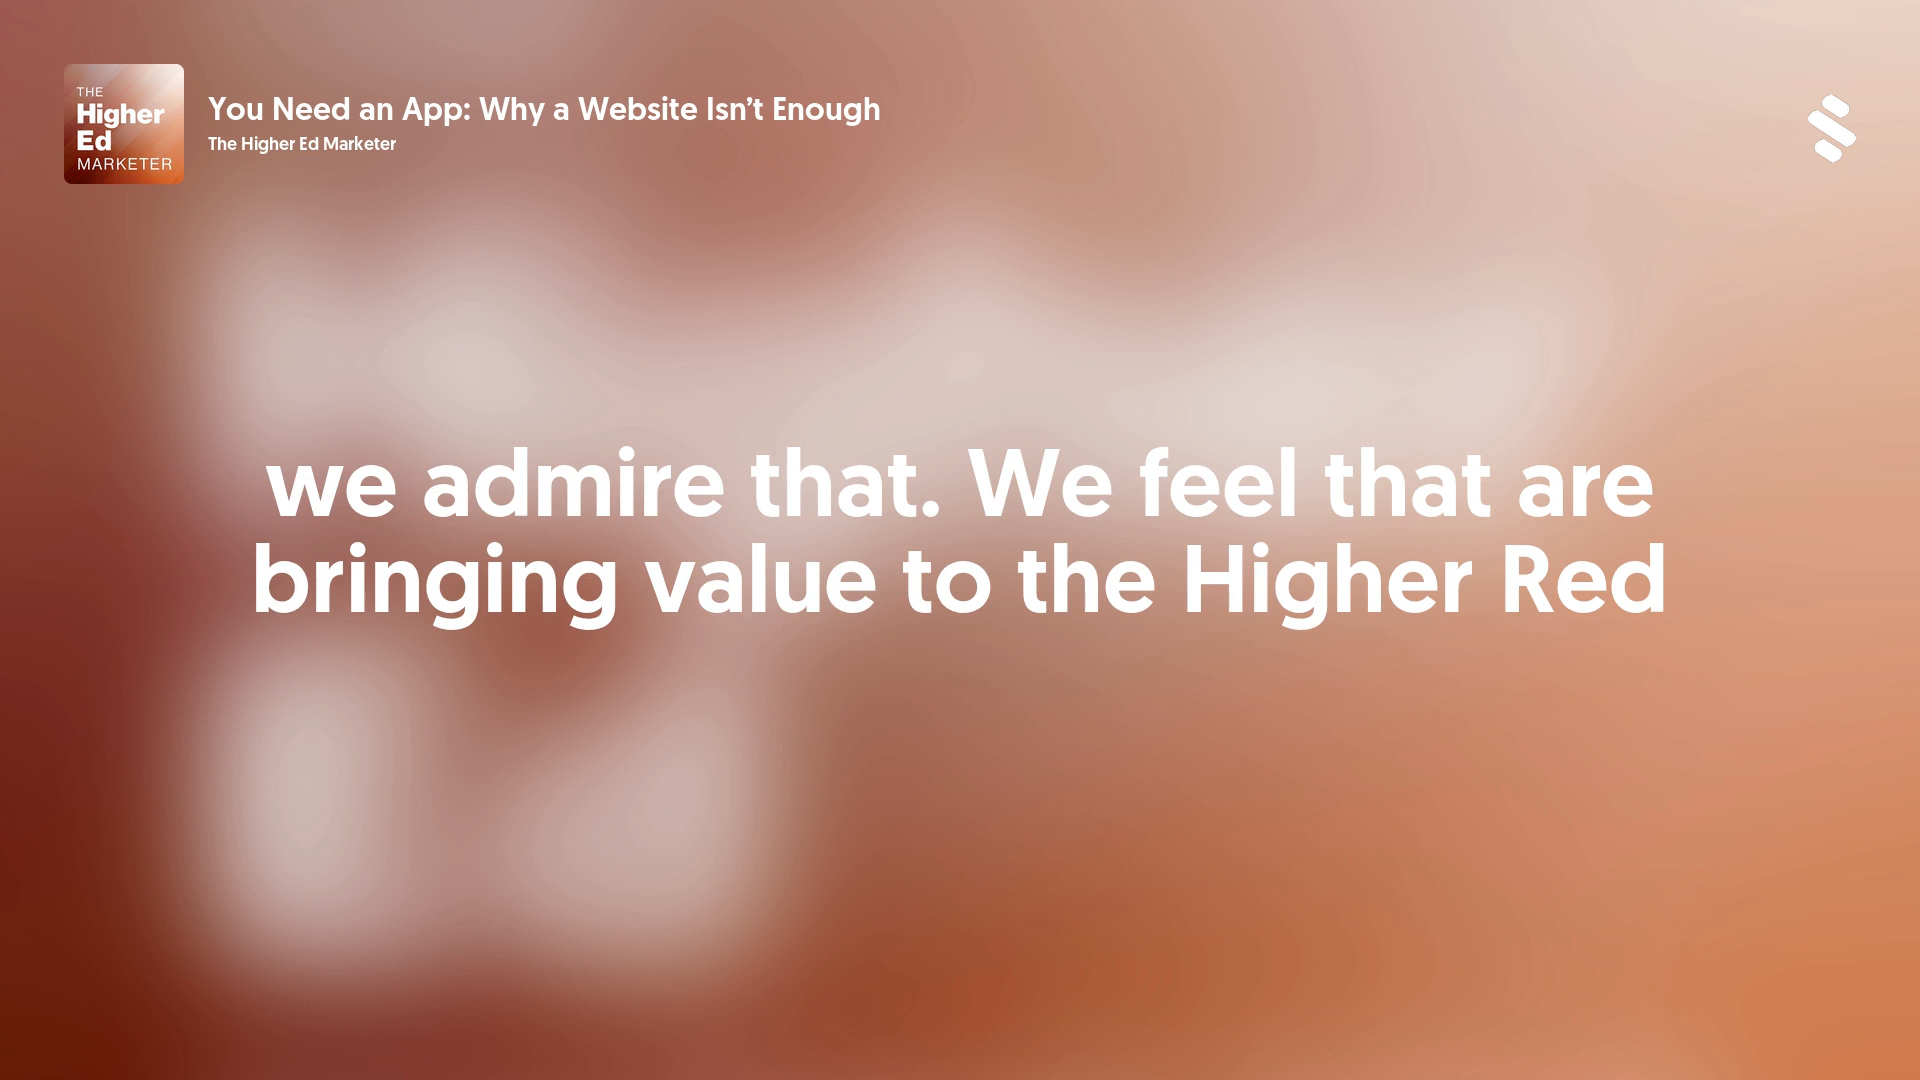 THE
Higher
Ed
MARKETER
You Need an App: Why a Website Isn’t Enough
The Higher Ed Marketer
we admire that. We feel that are
bringing value to the Higher Red